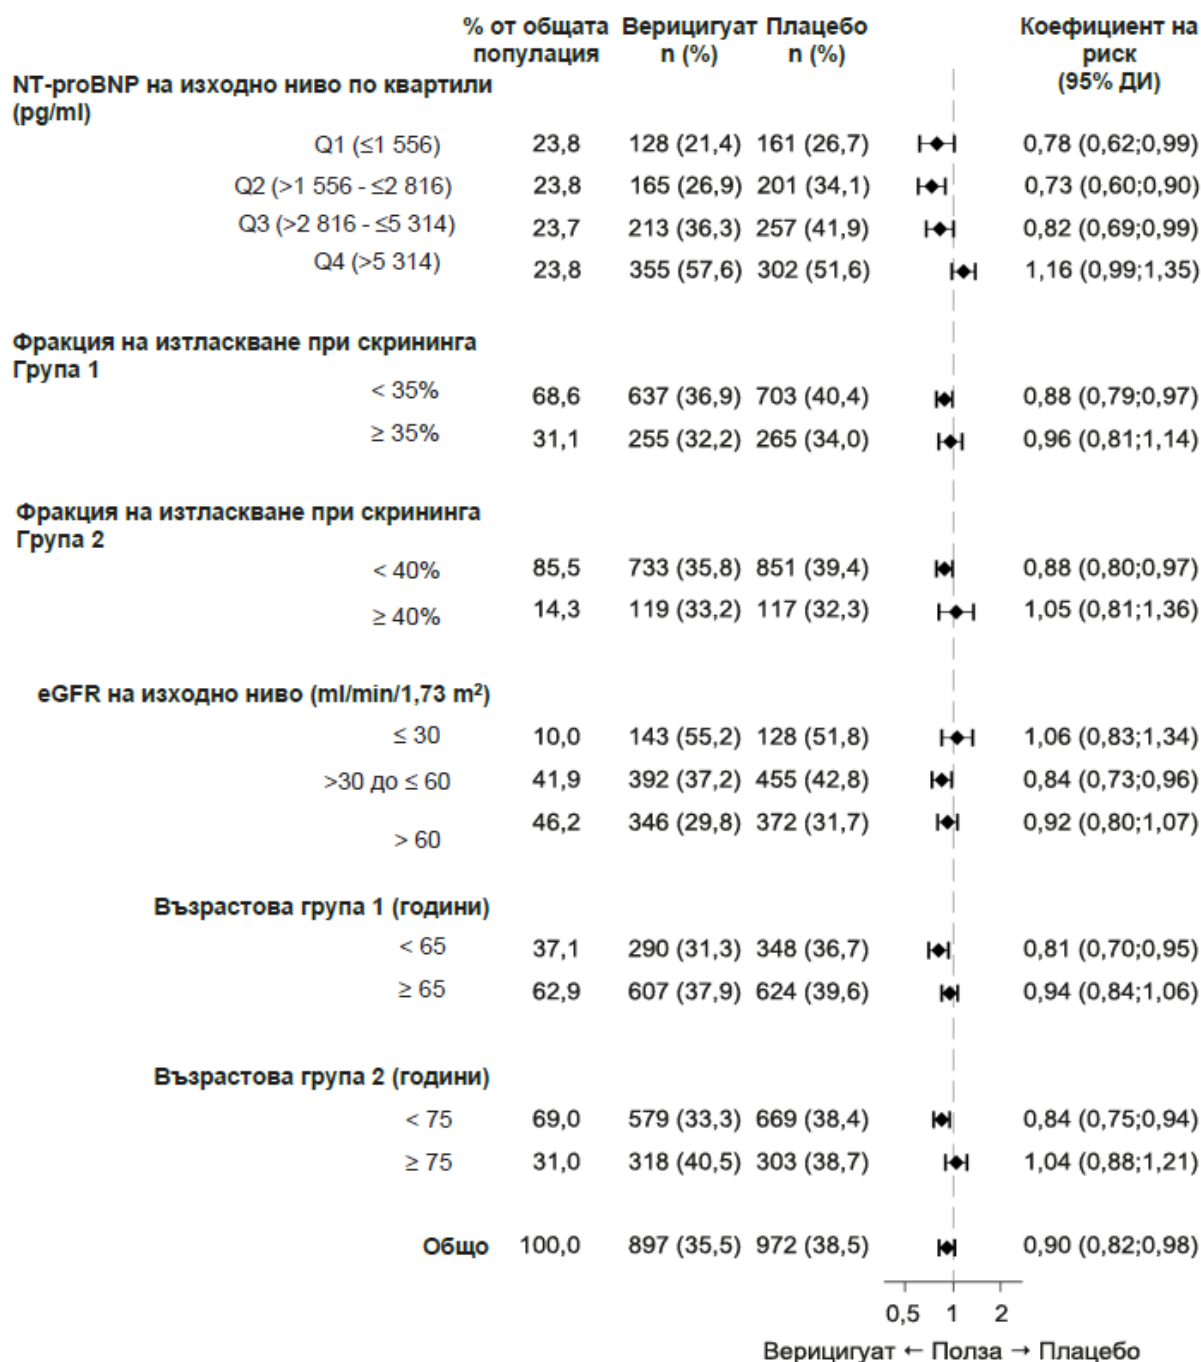 % от общата Верицигуат Плацебо Коефициент на
популация n (%) n (%) риск
(95% ДИ)
NT-proBNP на изходно ниво по квартили
(pg/ml)
Q1 (≤1 556) 23,8 128 (21,4) 161 (26,7) 0,78 (0,62;0,99)
Q2 (>1 556 - ≤2 816) 23,8 165 (26,9) 201 (34,1) 0,73 (0,60;0,90)
Q3 (>2 816 - ≤5 314) 23,7 213 (36,3) 257 (41,9) 0,82 (0,69;0,99)
Q4 (>5 314) 23,8 355 (57,6) 302 (51,6) 1,16 (0,99;1,35)
Фракция на изтласкване при скрининга
Група 1
< 35% 68,6 637 (36,9) 703 (40,4) 0,88 (0,79;0,97)
≥ 35% 31,1 255 (32,2) 265 (34,0) 0,96 (0,81;1,14)
Фракция на изтласкване при скрининга
Група 2
< 40% 85,5 733 (35,8) 851 (39,4) 0,88 (0,80;0,97)
≥ 40% 14,3 119 (33,2) 117 (32,3) 1,05 (0,81;1,36)
eGFR на изходно ниво (ml/min/1,73 m²)
≤ 30 10,0 143 (55,2) 128 (51,8) 1,06 (0,83;1,34)
>30 до ≤ 60 41,9 392 (37,2) 455 (42,8) 0,84 (0,73;0,96)
> 60 46,2 346 (29,8) 372 (31,7) 0,92 (0,80;1,07)
Възрастова група 1 (години)
< 65 37,1 290 (31,3) 348 (36,7) 0,81 (0,70;0,95)
≥ 65 62,9 607 (37,9) 624 (39,6) 0,94 (0,84;1,06)
Възрастова група 2 (години)
< 75 69,0 579 (33,3) 669 (38,4) 0,84 (0,75;0,94)
≥ 75 31,0 318 (40,5) 303 (38,7) 1,04 (0,88;1,21)
Общо 100,0 897 (35,5) 972 (38,5) 0,90 (0,82;0,98)
0,5 1 2
Верицигуат ← Полза → Плацебо